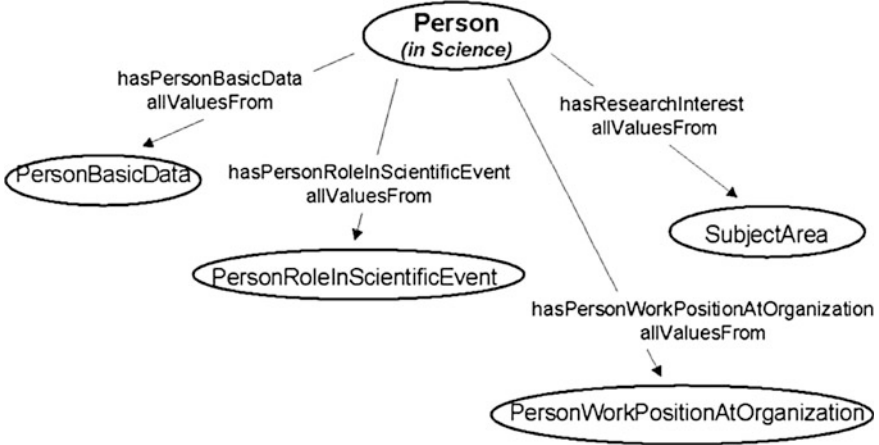 Person
(in Science)
hasPersonBasicData
allValuesFrom
hasResearchInterest
allValuesFrom
PersonBasicData
hasPersonRoleInScientificEvent
allValuesFrom
SubjectArea
PersonRoleInScientificEvent
hasPersonWorkPositionAtOrganization
allValuesFrom
PersonWorkPositionAtOrganization